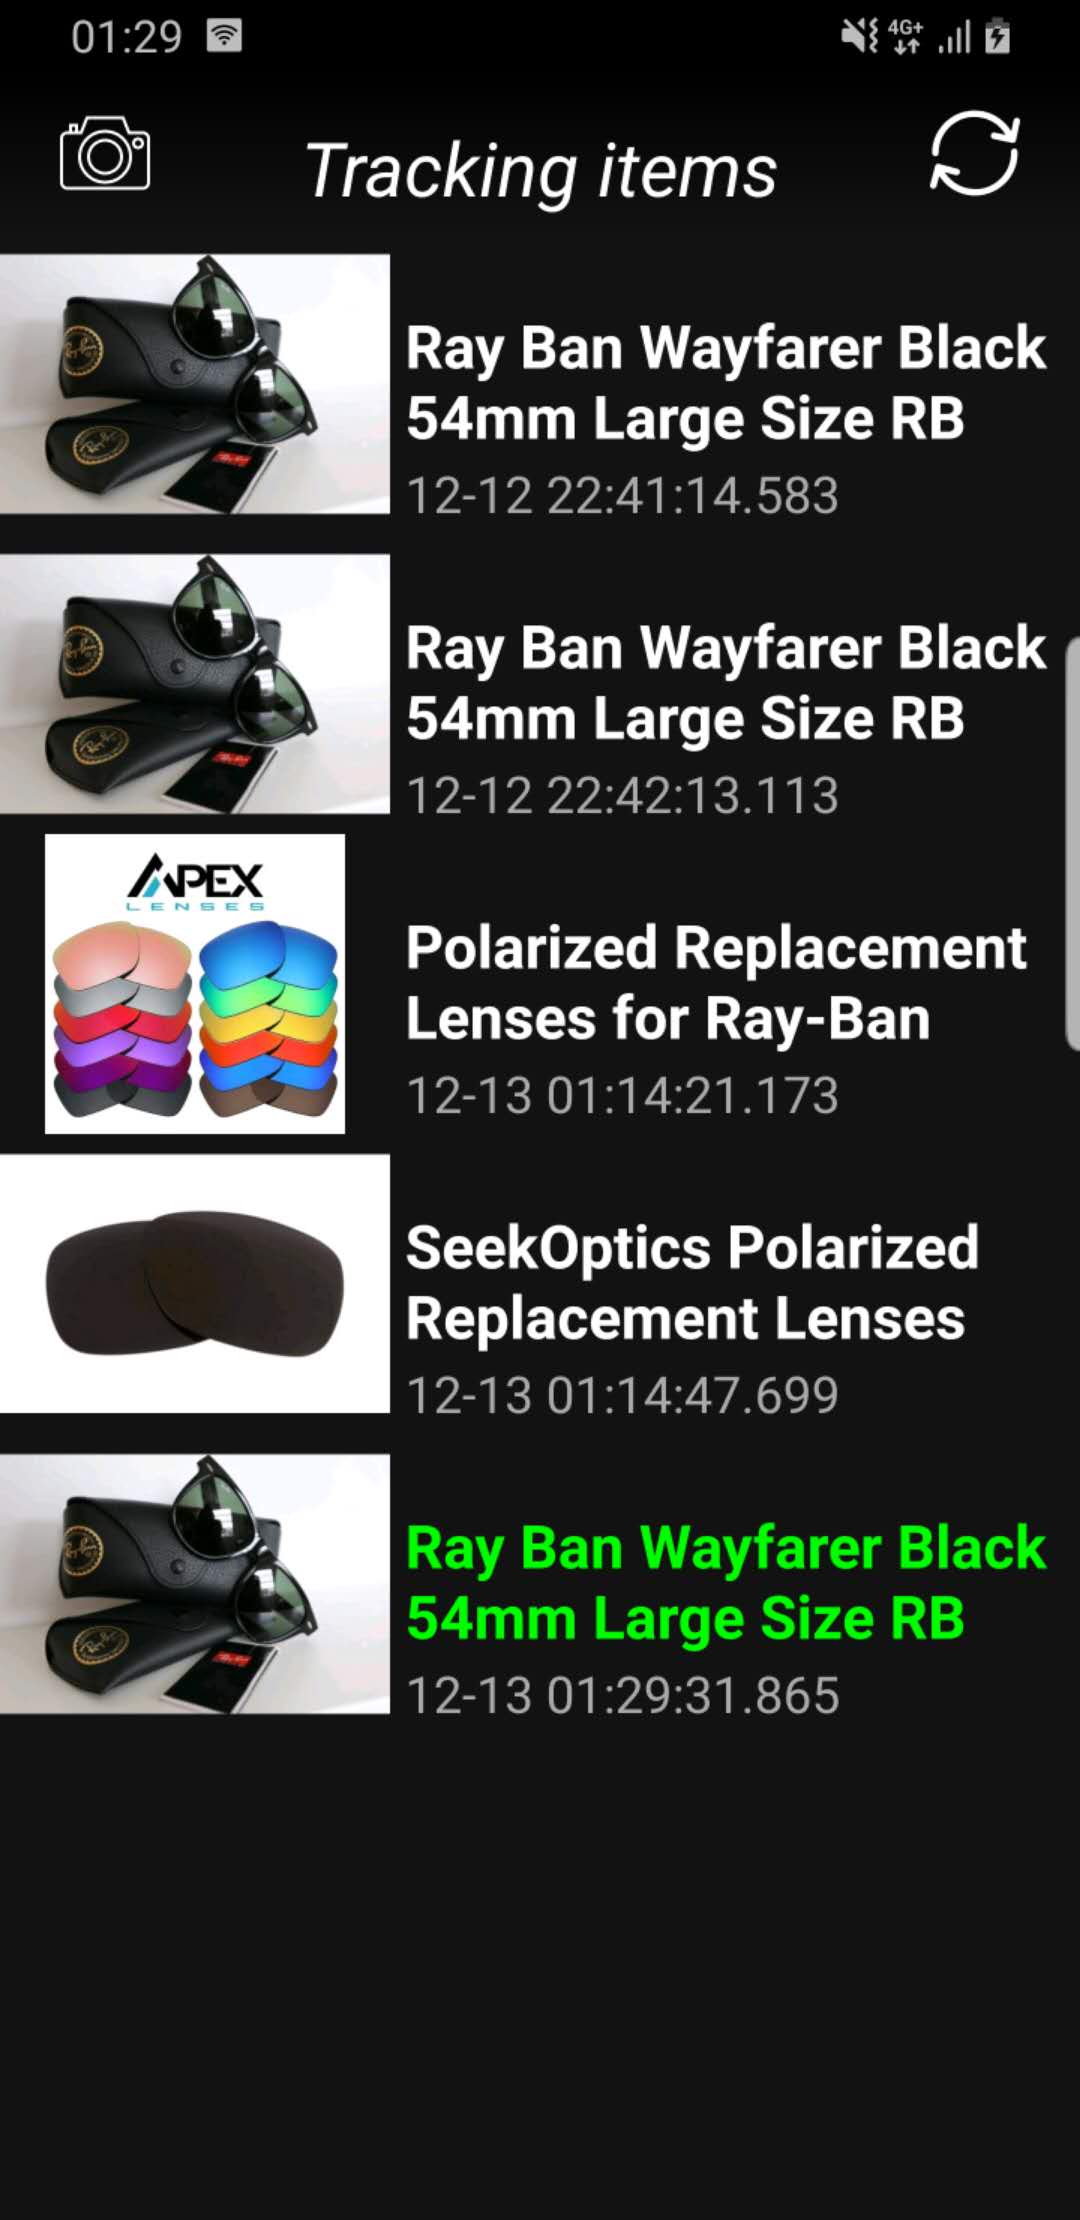 01:29
4G+
Tracking items
Ray Ban Wayfarer Black
54mm Large Size RB
12-12 22:41:14.583
Ray Ban Wayfarer Black
54mm Large Size RB
12-12 22:42:13.113
APEX
LENSES
Polarized Replacement
Lenses for Ray-Ban
12-13 01:14:21.173
SeekOptics Polarized
Replacement Lenses
12-13 01:14:47.699
Ray Ban Wayfarer Black
54mm Large Size RB
12-13 01:29:31.865